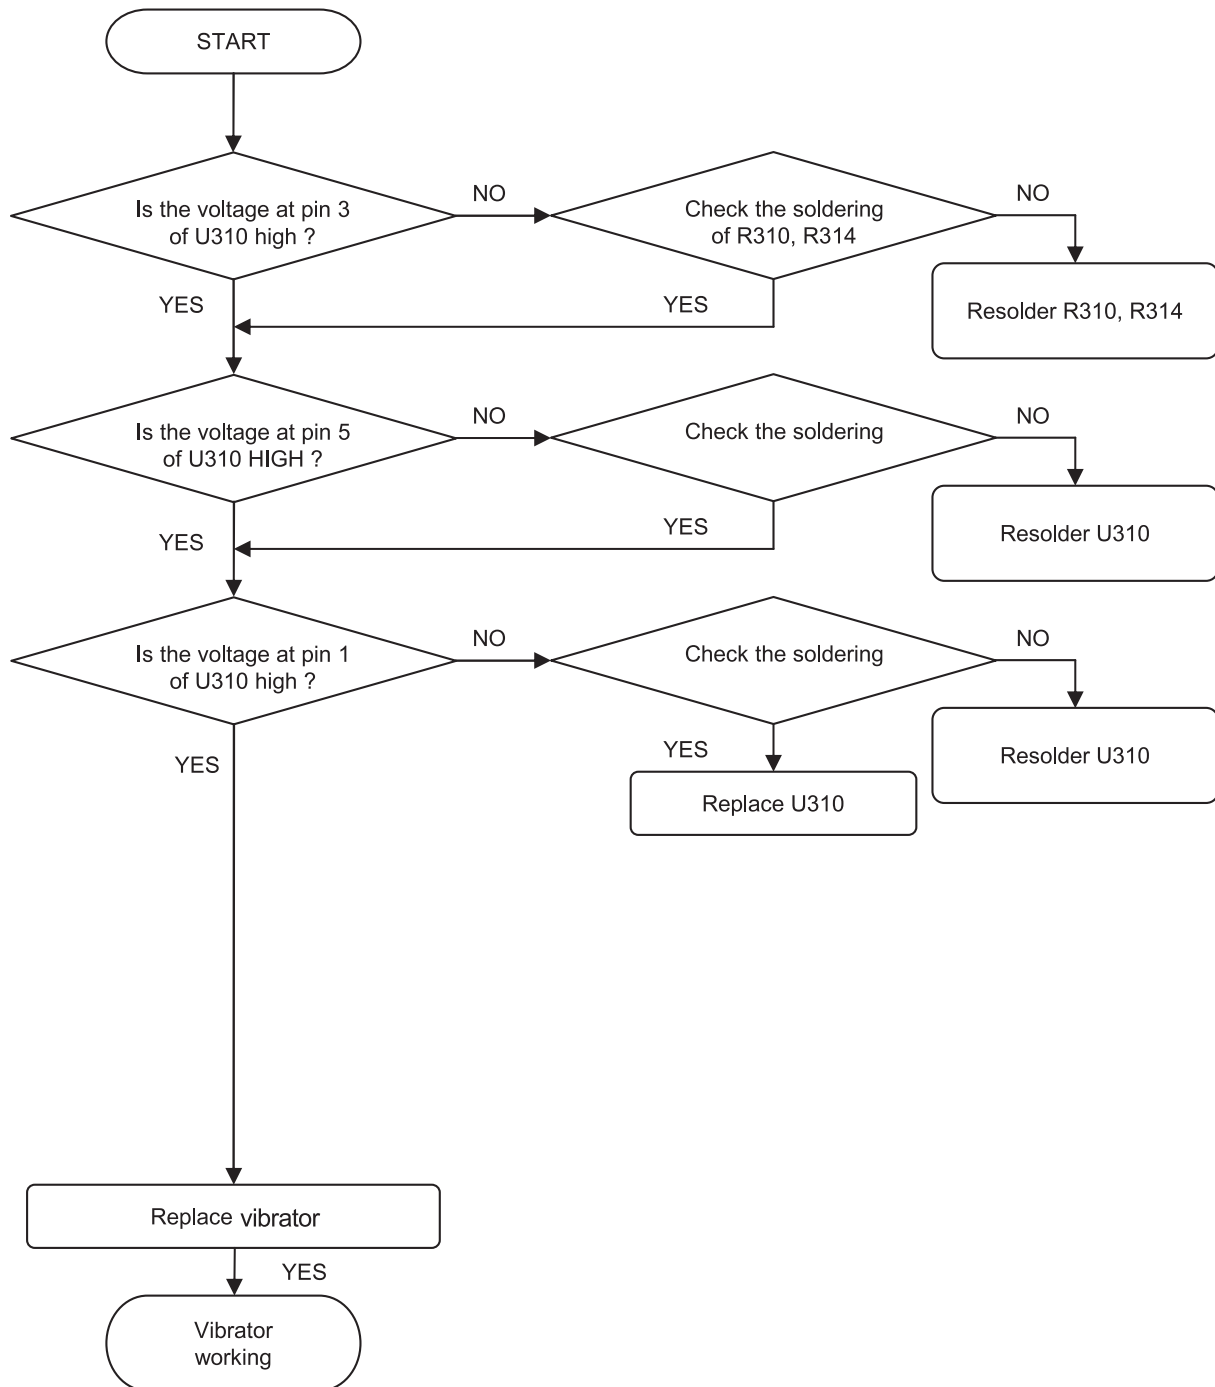 START
Is the voltage at pin 3
of U310 high ?
NO
Check the soldering
of R310, R314
NO
Resolder R310, R314
YES
YES
Is the voltage at pin 5
of U310 HIGH ?
NO
Check the soldering
NO
Resolder U310
YES
YES
Is the voltage at pin 1
of U310 high ?
NO
Check the soldering
NO
Resolder U310
YES
YES
Replace U310
Replace vibrator
YES
Vibrator
working